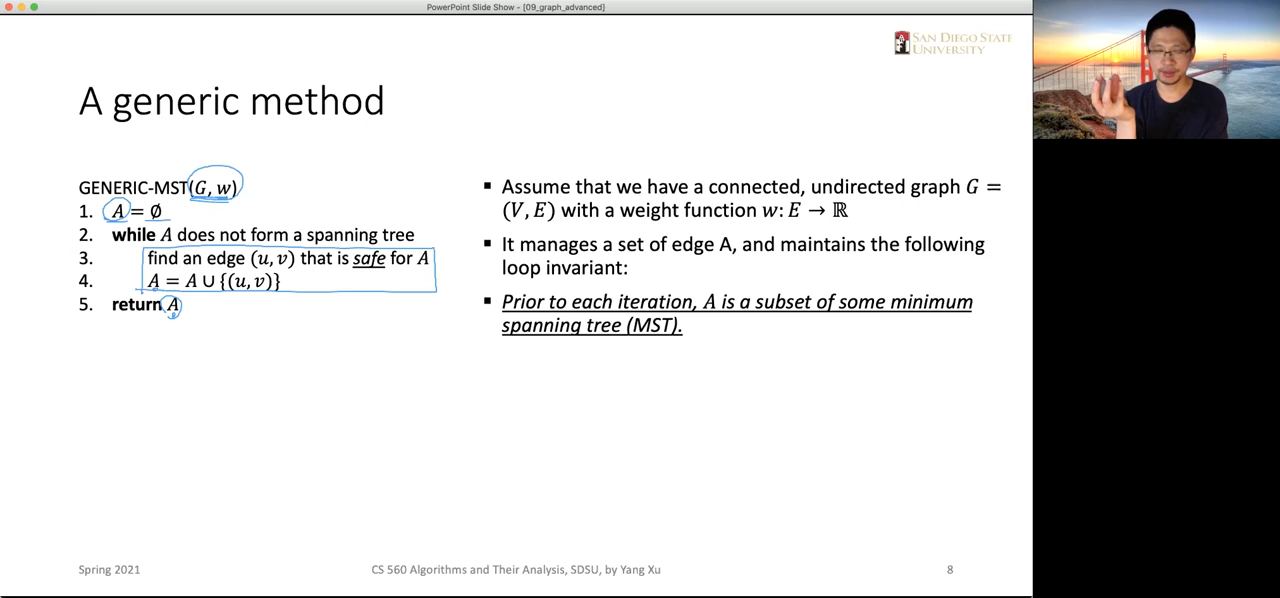 PowerPoint Slide Show - [09_graph_advanced]
SAN DIEGO STATE
UNIVERSITY
A generic method
GENERIC-MST(G, w)
1. A = ∅
2. while A does not form a spanning tree
3. find an edge (u, v) that is safe for A
4. A = A ∪ {(u, v)}
5. return A
▪ Assume that we have a connected, undirected graph G =
(V, E) with a weight function w: E → ℝ
▪ It manages a set of edge A, and maintains the following
loop invariant:
▪ Prior to each iteration, A is a subset of some minimum
spanning tree (MST).
Spring 2021
CS 560 Algorithms and Their Analysis, SDSU, by Yang Xu
8